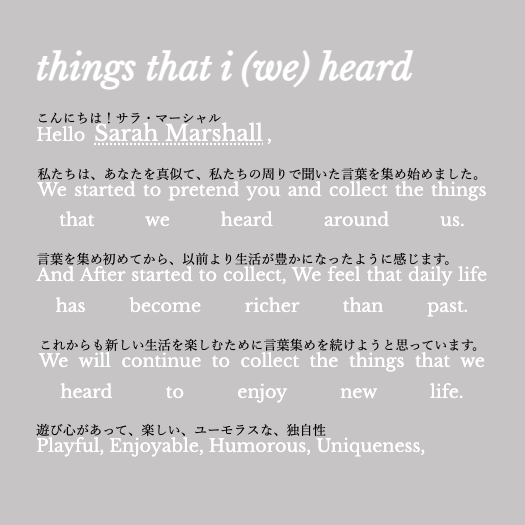 things that i (we) heard
こんにちは！サラ・マーシャル
Hello Sarah Marshall ,
私たちは、あなたを真似て、私たちの周りで聞いた言葉を集め始めました。
We started to pretend you and collect the things
that we heard around us.
言葉を集め初めてから、以前より生活が豊かになったように感じます。
And After started to collect, We feel that daily life
has become richer than past.
これからも新しい生活を楽しむために言葉集めを続けようと思っています。
We will continue to collect the things that we
heard to enjoy new life.
遊び心があって、楽しい、ユーモラスな、独自性
Playful, Enjoyable, Humorous, Uniqueness,